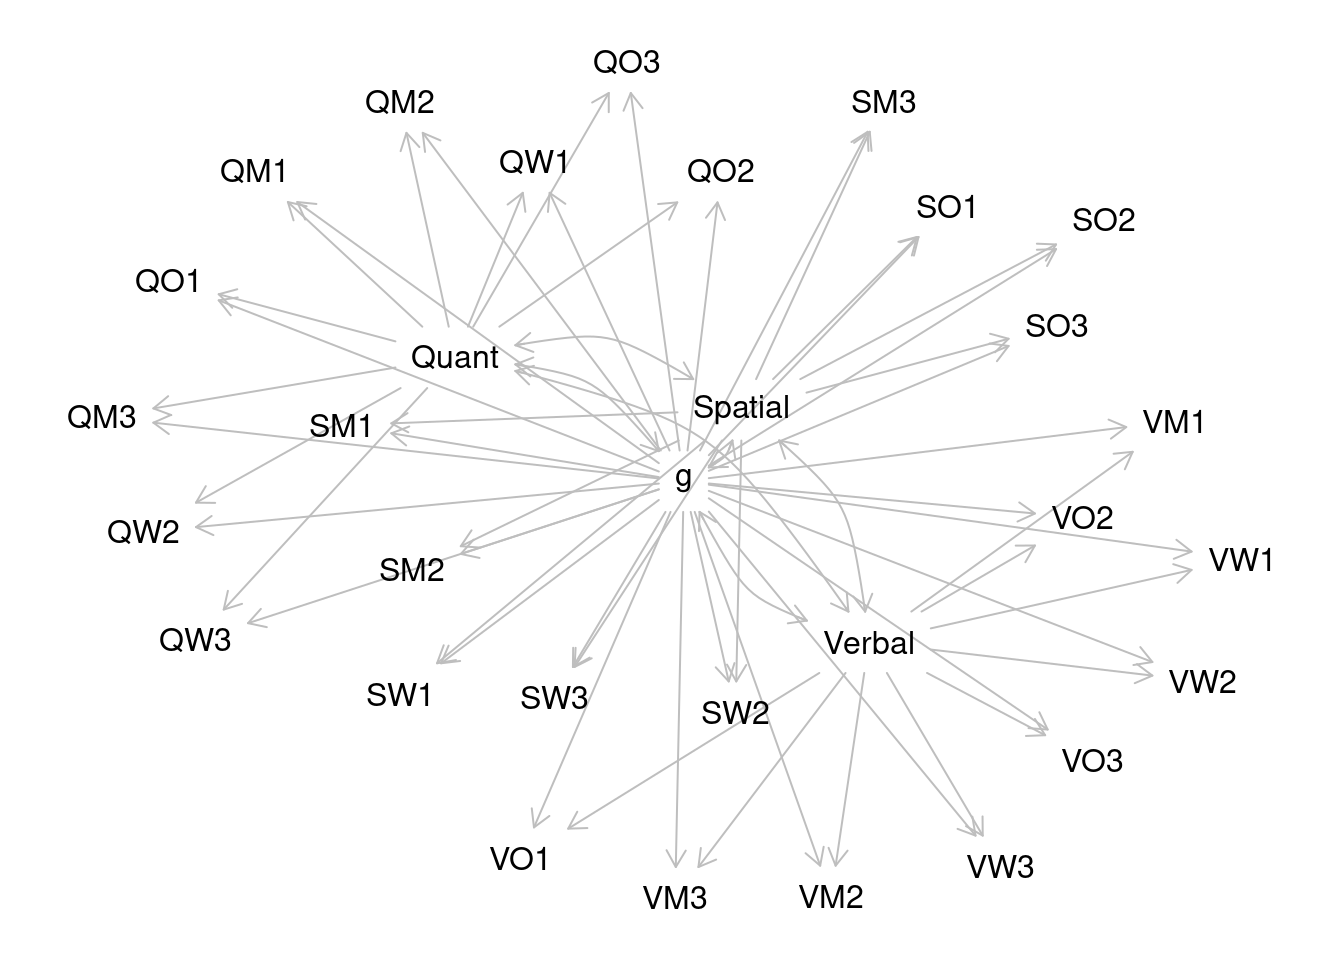 QO3
QM2
SM3
QW1
QM1
QO2
SO1
SO2
QO1
SO3
Quant
Spatial
QM3
SM1
VM1
g
QW2
VO2
SM2
VW1
QW3
Verbal
SW1
SW3
SW2
VW2
VO3
VO1
VW3
VM3
VM2